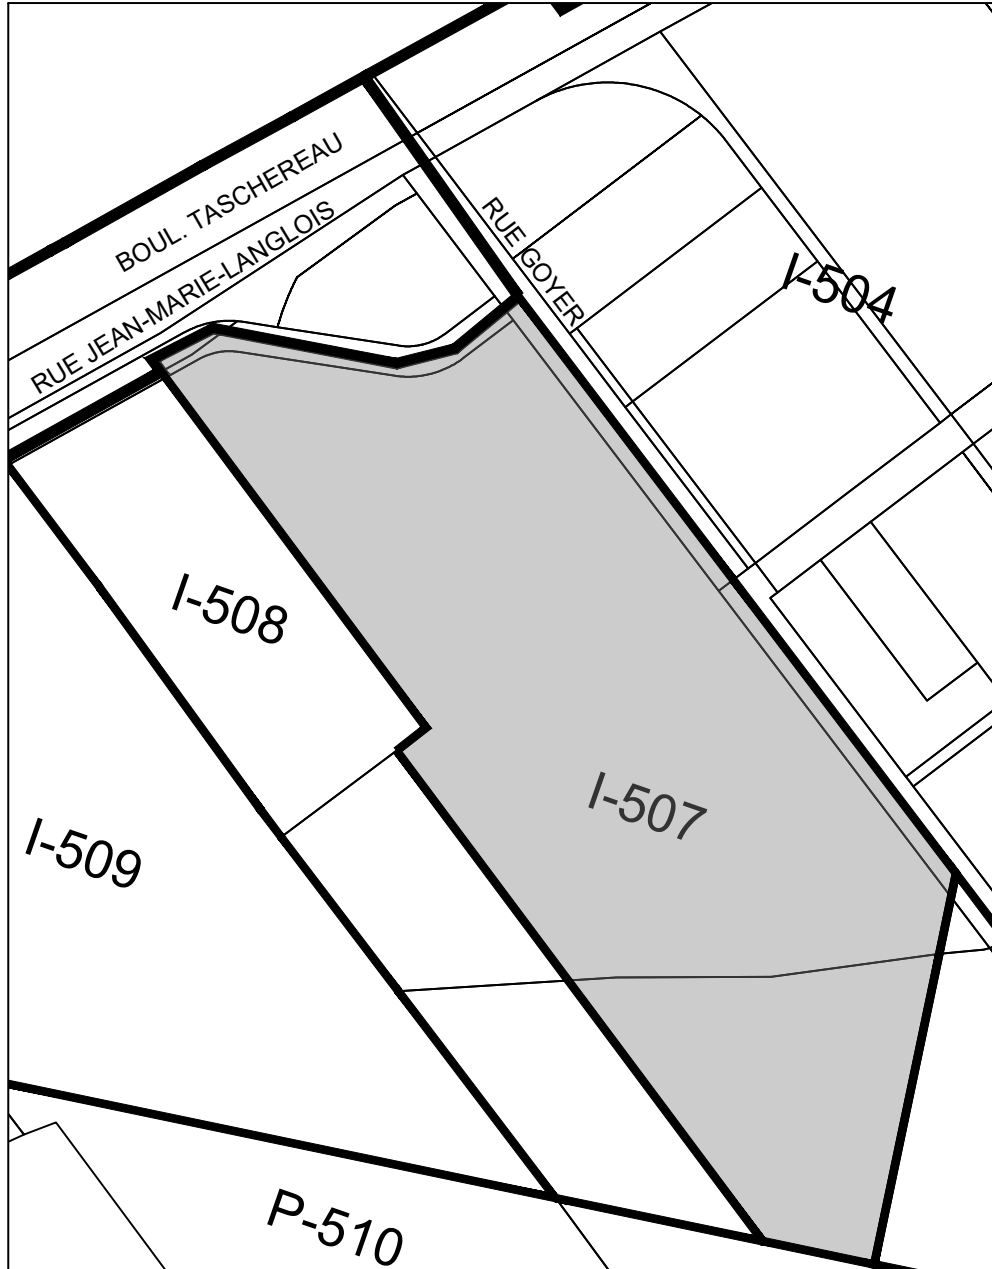 BOUL. TASCHEREAU
RUE JEAN-MARIE-LANGLOIS
RUE GOYER
I-504
I-508
I-507
I-509
P-510